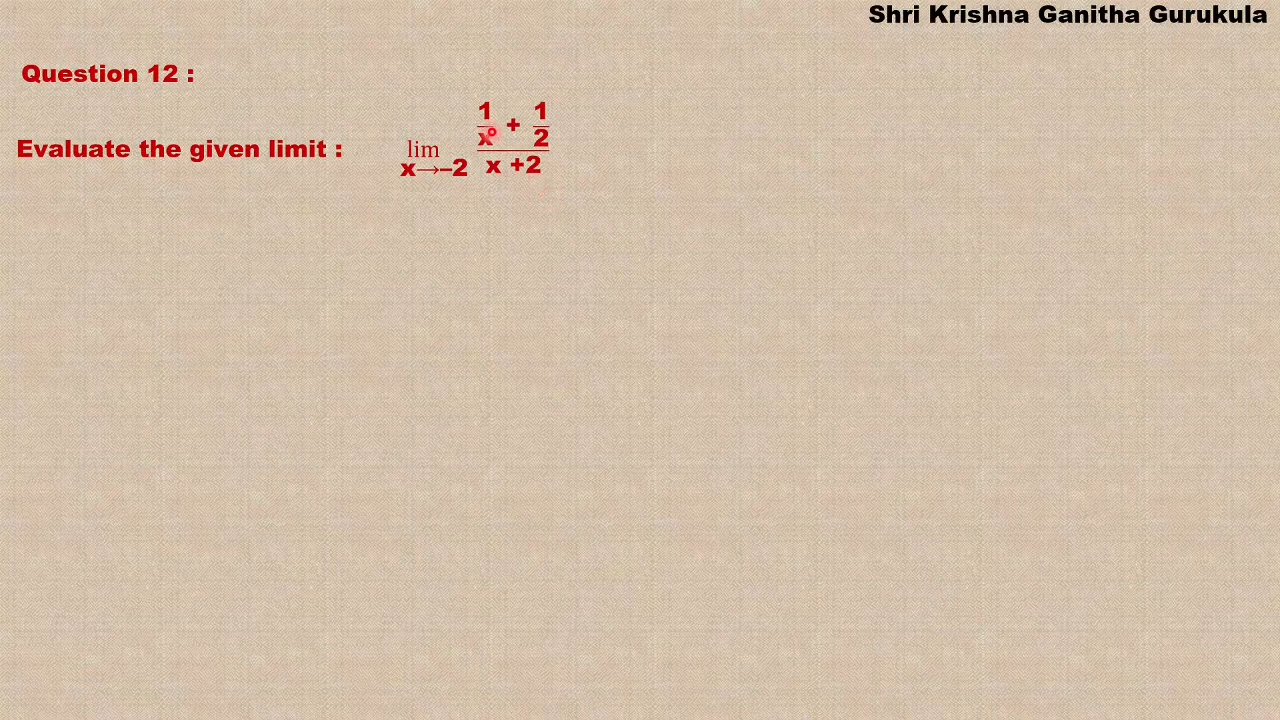 Shri Krishna Ganitha Gurukula
Question 12 :
Evaluate the given limit : lim x→–2 (1/x + 1/2)/(x +2)